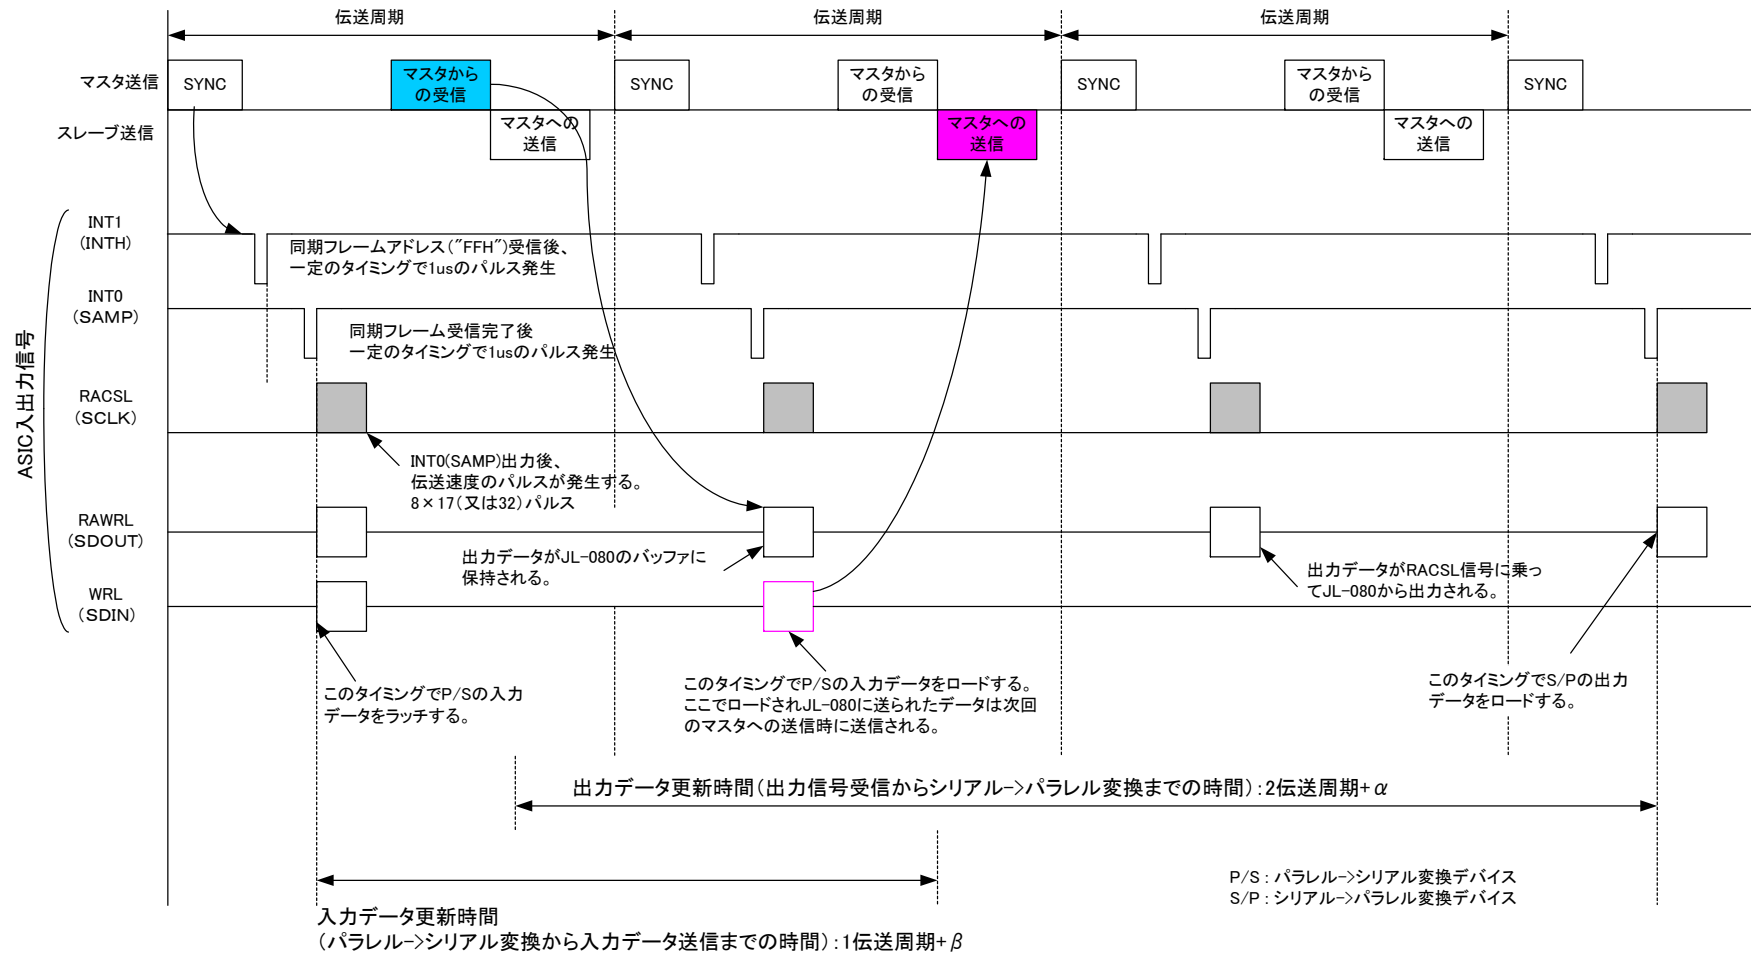 伝送周期
伝送周期
伝送周期
マスタ送信
SYNC
マスタから
の受信
SYNC
マスタから
の受信
SYNC
マスタから
の受信
SYNC
スレーブ送信
マスタへの
送信
マスタへの
送信
マスタへの
送信
ASIC入出力信号
INT1
(INTH)
同期フレームアドレス("FFH")受信後、
一定のタイミングで1usのパルス発生
INT0
(SAMP)
同期フレーム受信完了後
一定のタイミングで1usのパルス発生
RACSL
(SCLK)
INT0(SAMP)出力後、
伝送速度のパルスが発生する。
8×17(又は32)パルス
RAWRL
(SDOUT)
出力データがJL-080のバッファに
保持される。
出力データがRACSL信号に乗っ
てJL-080から出力される。
WRL
(SDIN)
このタイミングでP/Sの入力
データをラッチする。
このタイミングでP/Sの入力データをロードする。
ここでロードされJL-080に送られたデータは次回
のマスタへの送信時に送信される。
このタイミングでS/Pの出力
データをロードする。
出力データ更新時間(出力信号受信からシリアル->パラレル変換までの時間):2伝送周期+α
P/S : パラレル->シリアル変換デバイス
S/P : シリアル->パラレル変換デバイス
入力データ更新時間
(パラレル->シリアル変換から入力データ送信までの時間):1伝送周期+β